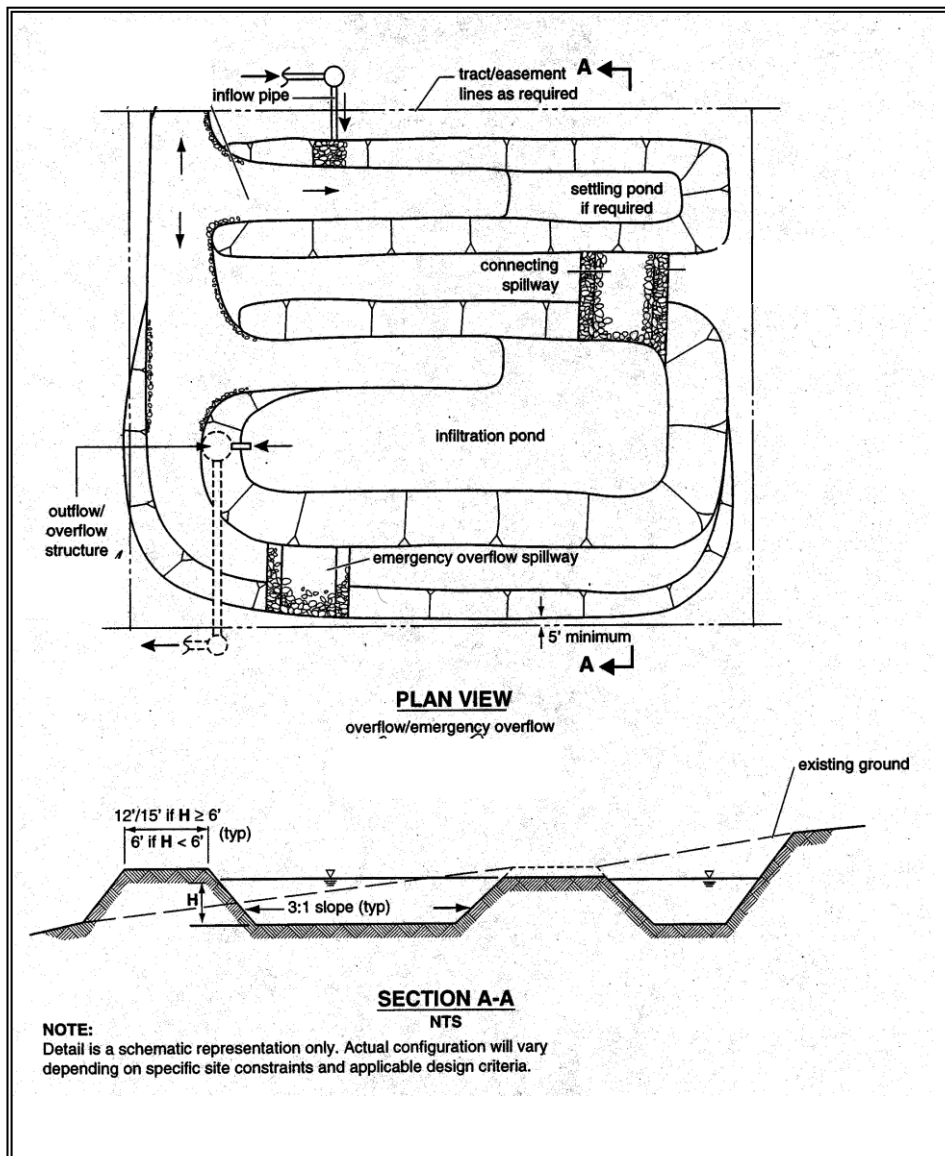 A
tract/easement
lines as required
inflow pipe
settling pond
if required
connecting
spillway
infiltration pond
outflow/
overflow
structure
emergency overflow spillway
5' minimum
A
PLAN VIEW
overflow/emergency overflow
existing ground
12'/15' if H ≥ 6'
(typ)
6' if H < 6'
H
3:1 slope (typ)
SECTION A-A
NTS
NOTE:
Detail is a schematic representation only. Actual configuration will vary
depending on specific site constraints and applicable design criteria.